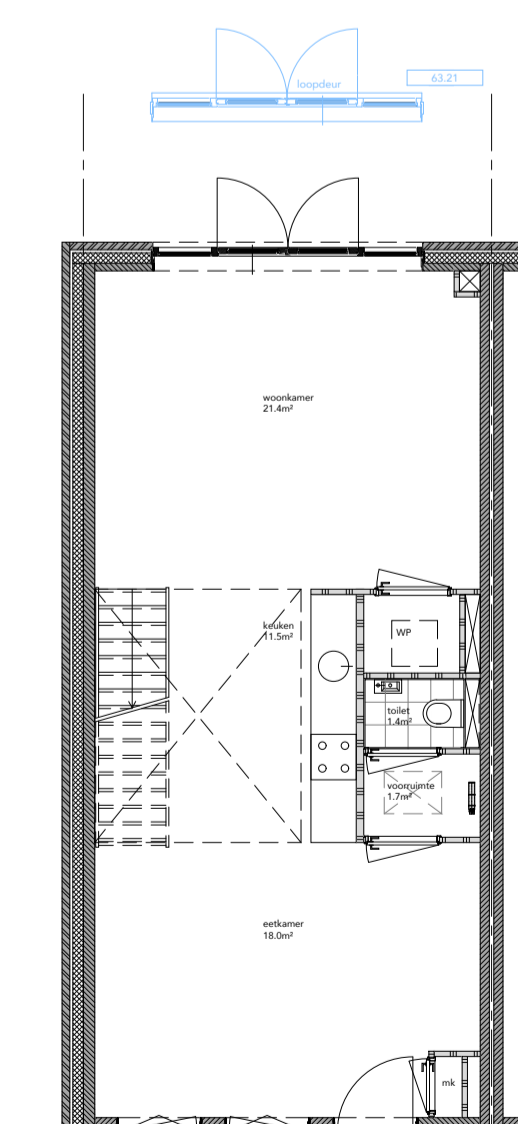 loopdeur
63.21
woonkamer
21.4m²
keuken
11.5m²
WP
toilet
1.4m²
voorruimte
1.7m²
eetkamer
18.0m²
mk